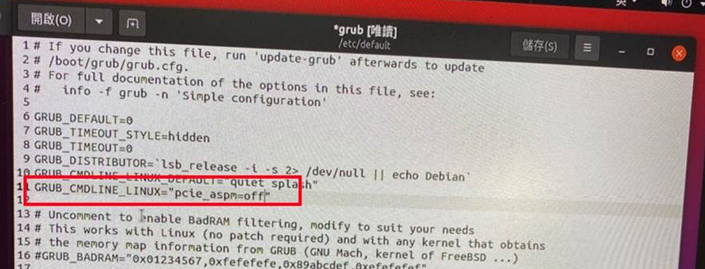 開啟(O)
*grub [唯讀]
/etc/default
儲存(S)
1 # If you change this file, run 'update-grub' afterwards to update
2 # /boot/grub/grub.cfg.
3 # For full documentation of the options in this file, see:
4 #   info -f grub -n 'Simple configuration'
5
6 GRUB_DEFAULT=0
7 GRUB_TIMEOUT_STYLE=hidden
8 GRUB_TIMEOUT=0
9 GRUB_DISTRIBUTOR=`lsb_release -i -s 2> /dev/null || echo Debian`
10 GRUB_CMDLINE_LINUX_DEFAULT="quiet splash"
11 GRUB_CMDLINE_LINUX="pcie_aspm=off"
12
13 # Uncomment to enable BadRAM filtering, modify to suit your needs
14 # This works with Linux (no patch required) and with any kernel that obtains
15 # the memory map information from GRUB (GNU Mach, kernel of FreeBSD ...)
16 #GRUB_BADRAM="0x01234567,0xfefefefe,0x89abcdef,0xefefefef"
17